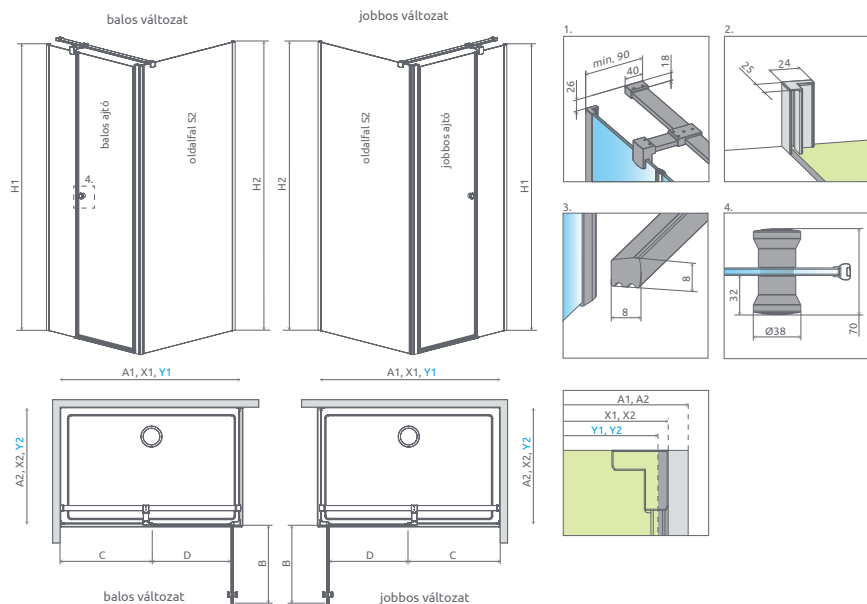 balos változat
jobbos változat
H1
balos ajtó
4.
oldalfal S2
H2
H2
oldalfal S2
jobbos ajtó
H1
1.
min. 90
40
18
26
2.
25
24
3.
8
8
4.
32
Ø38
70
A1, X1, Y1
A2, X2, Y2
C
D
B
balos változat
A1, X1, Y1
A2, X2, Y2
B
D
C
jobbos változat
A1, A2
X1, X2
Y1, Y2